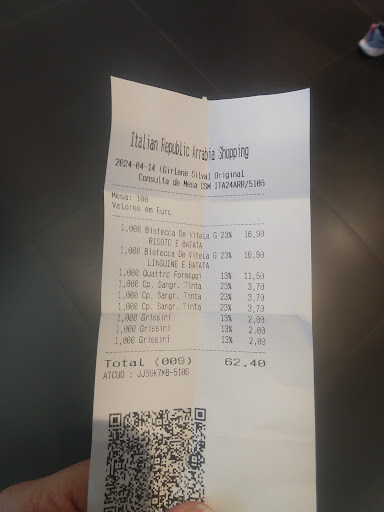 Italian Republic Arrabia Shopping
2024-04-14 (Girlene Silva) Original
Consulta de Mesa CSW ITA24ARR/5106
Mesa: 100
Valores em Euro
1,000 Bistecca De Vitela G 23% 16,90
RISOTO E BATATA
1,000 Bistecca De Vitela G 23% 16,90
LINGUINE E BATATA
1,000 Quattro Formaggi 13% 11,50
1,000 Cp. Sangr. Tinta 23% 3,70
1,000 Cp. Sangr. Tinta 23% 3,70
1,000 Cp. Sangr. Tinta 23% 3,70
1,000 Grissini 13% 2,00
1,000 Grissini 13% 2,00
1,000 Grissini 13% 2,00
Total (009) 62,40
ATCUD : JJ59K7MB-5106